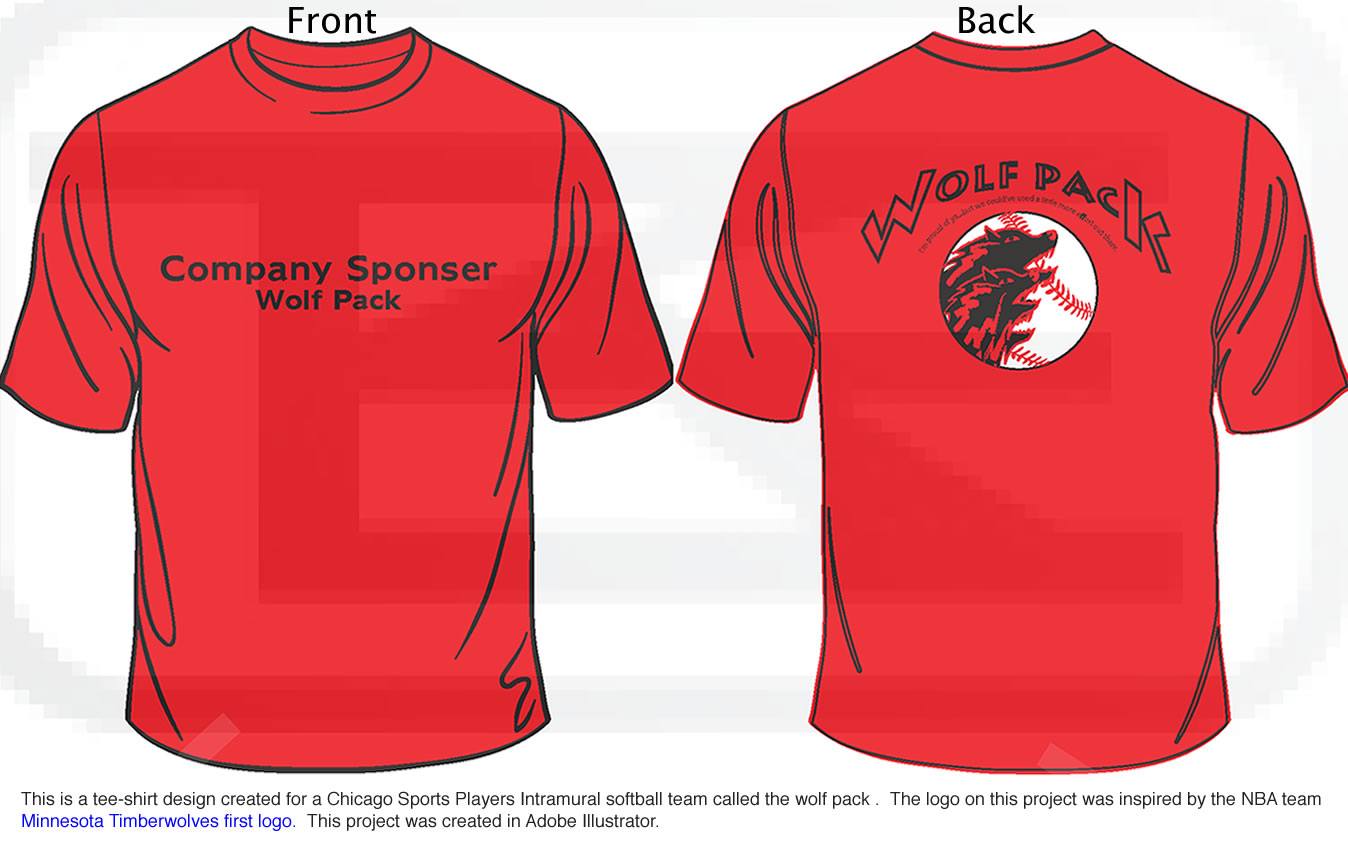 Front
Back
Company Sponser
Wolf Pack
WOLF PACK
I'm proud of ya...but we could've used a little more effort out there.
This is a tee-shirt design created for a Chicago Sports Players Intramural softball team called the wolf pack .  The logo on this project was inspired by the NBA team
Minnesota Timberwolves first logo.  This project was created in Adobe Illustrator.